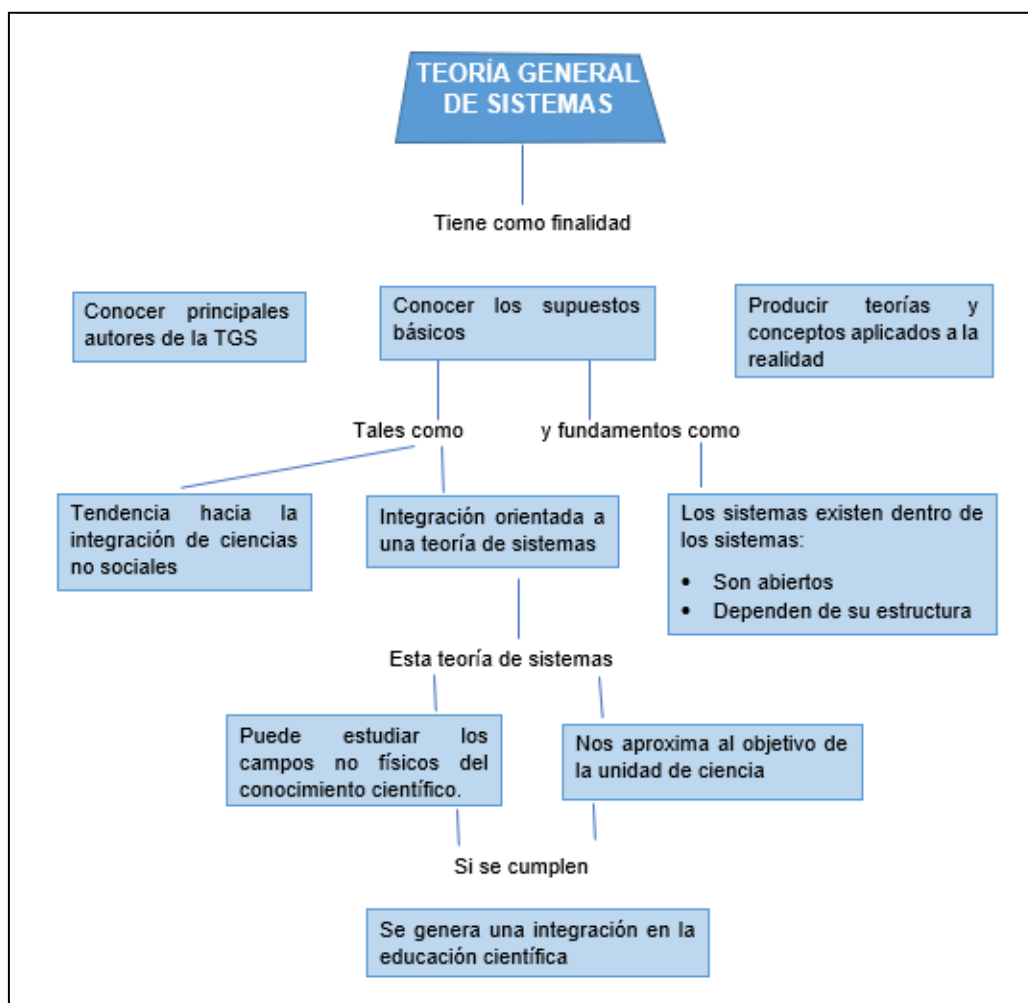 TEORÍA GENERAL
DE SISTEMAS
Tiene como finalidad
Conocer principales
autores de la TGS
Conocer los supuestos
básicos
Producir teorías y
conceptos aplicados a la
realidad
Tales como
y fundamentos como
Tendencia hacia la
integración de ciencias
no sociales
Integración orientada a
una teoría de sistemas
Los sistemas existen dentro de
los sistemas:
• Son abiertos
• Dependen de su estructura
Esta teoría de sistemas
Puede estudiar los
campos no físicos del
conocimiento científico.
Nos aproxima al objetivo de
la unidad de ciencia
Si se cumplen
Se genera una integración en la
educación científica